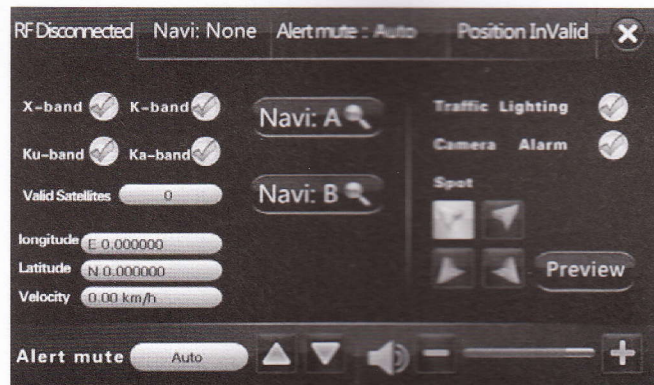 RF Disconnected Navi: None Alert mute : Auto Position InValid
X-band K-band
Ku-band Ka-band
Valid Satellites 0
longitude E 0.000000
Latitude N 0.000000
Velocity 0.00 km/h
Navi: A
Navi: B
Traffic Lighting
Camera Alarm
Spot
Preview
Alert mute Auto